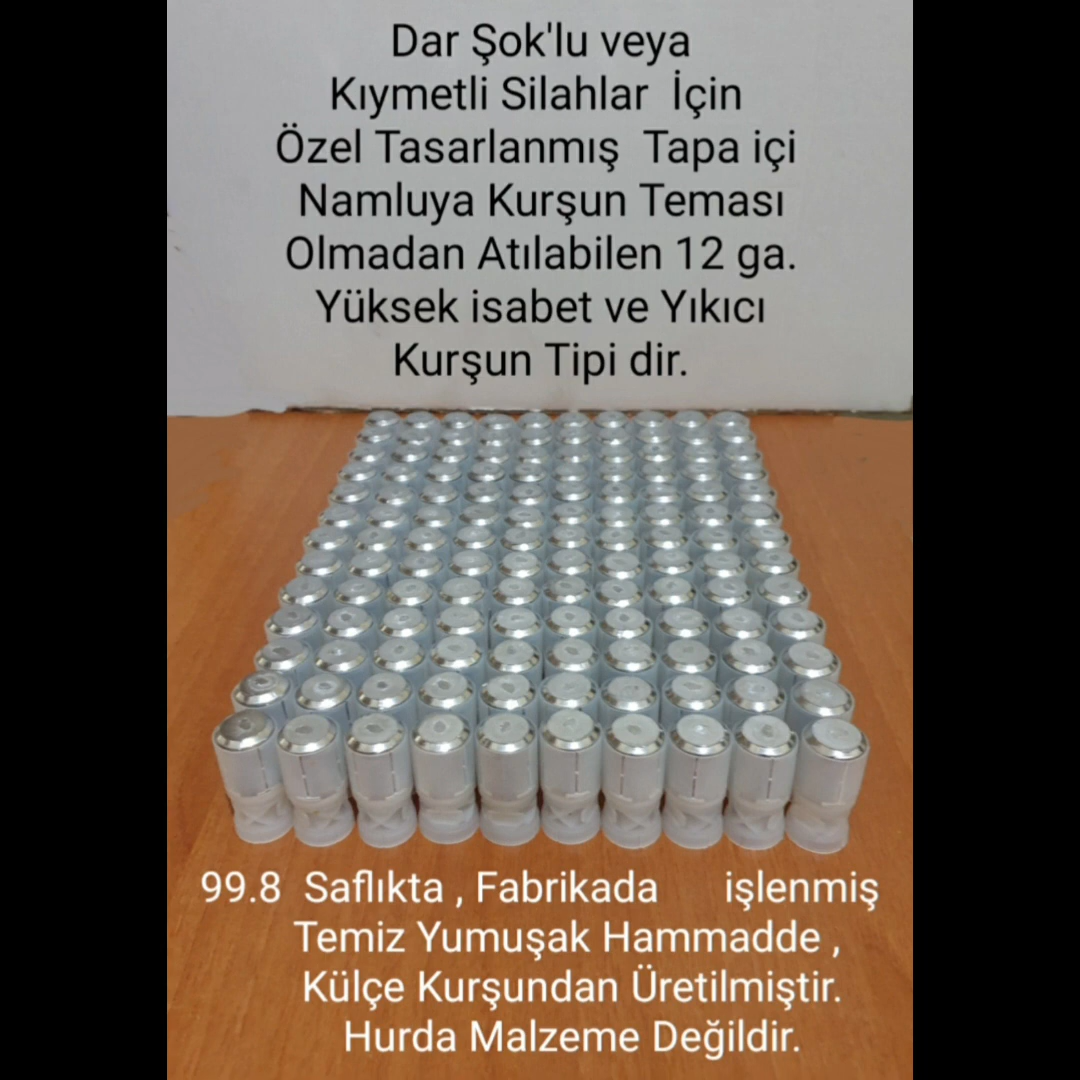 Dar Şok'lu veya
Kıymetli Silahlar İçin
Özel Tasarlanmış Tapa içi
Namluya Kurşun Teması
Olmadan Atılabilen 12 ga.
Yüksek isabet ve Yıkıcı
Kurşun Tipi dir.
99.8 Saflıkta , Fabrikada işlenmiş
Temiz Yumuşak Hammadde ,
Külçe Kurşundan Üretilmiştir.
Hurda Malzeme Değildir.